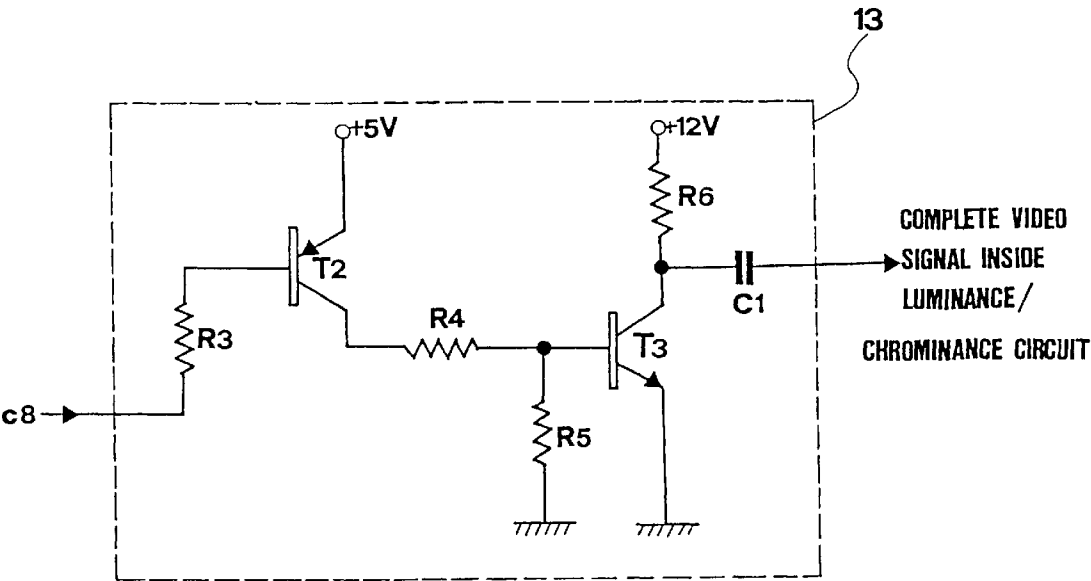 13
+5V
+12V
R6
T2
COMPLETE VIDEO
SIGNAL INSIDE
LUMINANCE/
CHROMINANCE CIRCUIT
C1
R3
R4
T3
c8
R5